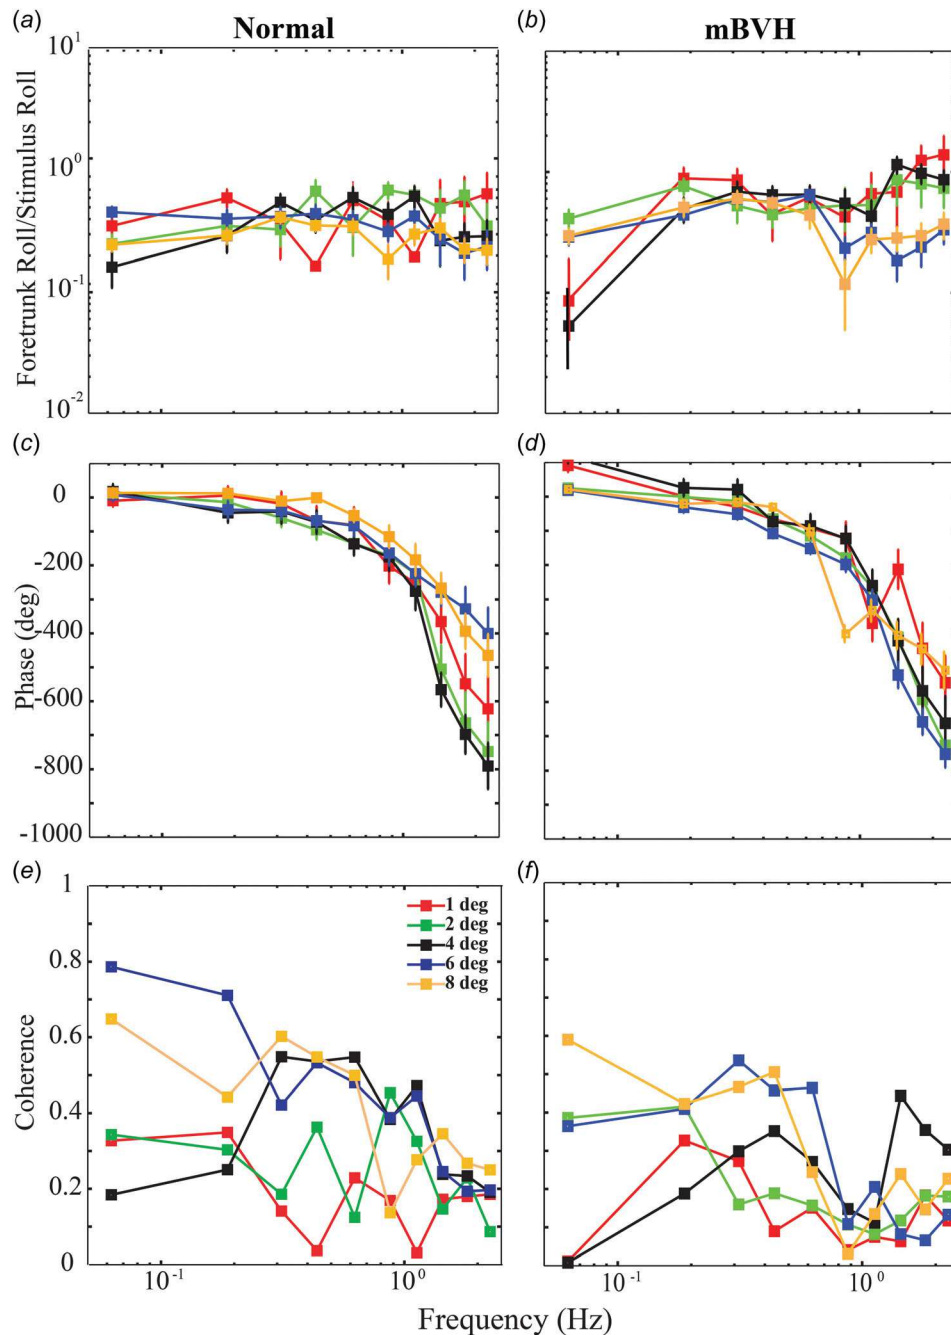 (a) Normal
(b) mBVH
Foretrunk Roll/Stimulus Roll
10^1
10^0
10^-1
10^-2
(c)
(d)
Phase (deg)
0
-200
-400
-600
-800
-1000
(e)
(f)
Coherence
1
0.8
0.6
0.4
0.2
0
1 deg
2 deg
4 deg
6 deg
8 deg
10^-1
10^0
10^-1
10^0
Frequency (Hz)